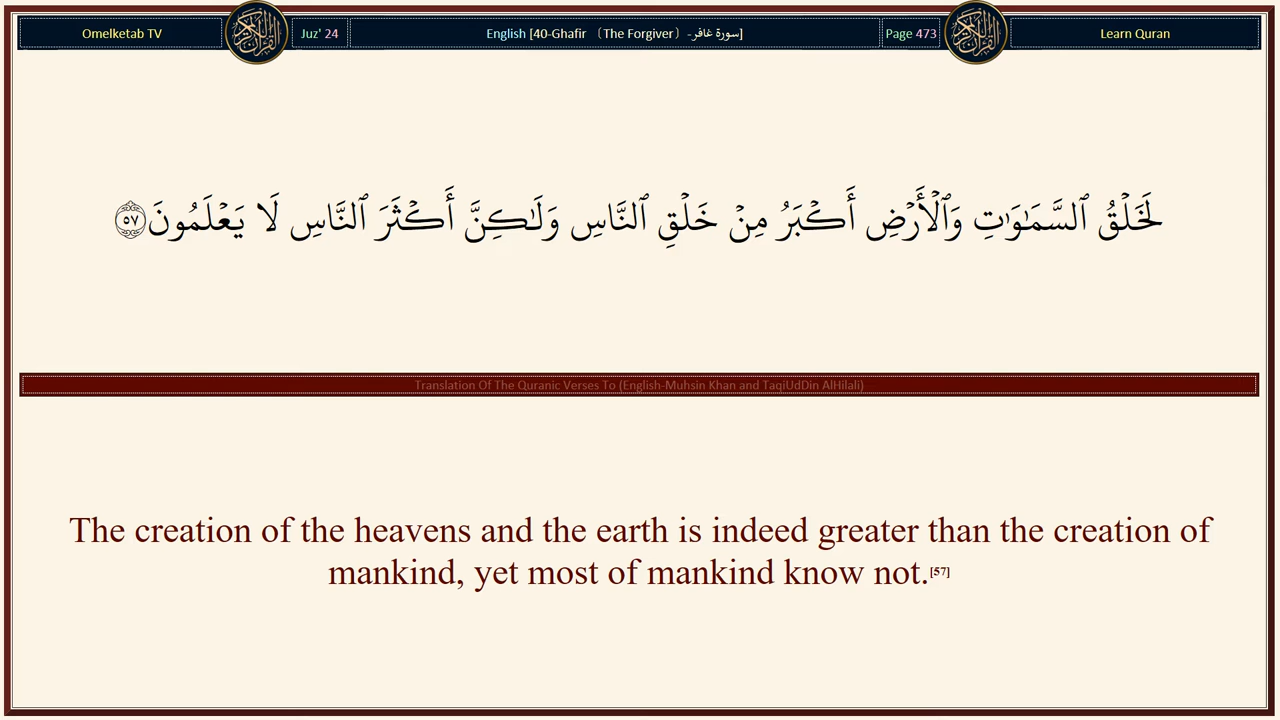 Omelketab TV
Juz' 24
English [40-Ghafir （The Forgiver）-سورة غافر]
Page 473
Learn Quran
لَخَلۡقُ ٱلسَّمَٰوَٰتِ وَٱلۡأَرۡضِ أَكۡبَرُ مِنۡ خَلۡقِ ٱلنَّاسِ وَلَٰكِنَّ أَكۡثَرَ ٱلنَّاسِ لَا يَعۡلَمُونَ ٥٧
Translation Of The Quranic Verses To (English-Muhsin Khan and TaqiUdDin AlHilali)
The creation of the heavens and the earth is indeed greater than the creation of
mankind, yet most of mankind know not.[57]